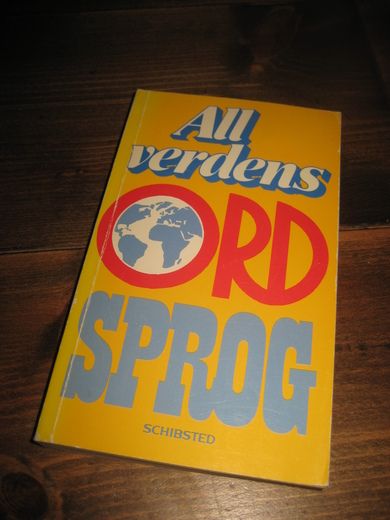 All
verdens
ORD
SPROG
SCHIBSTED